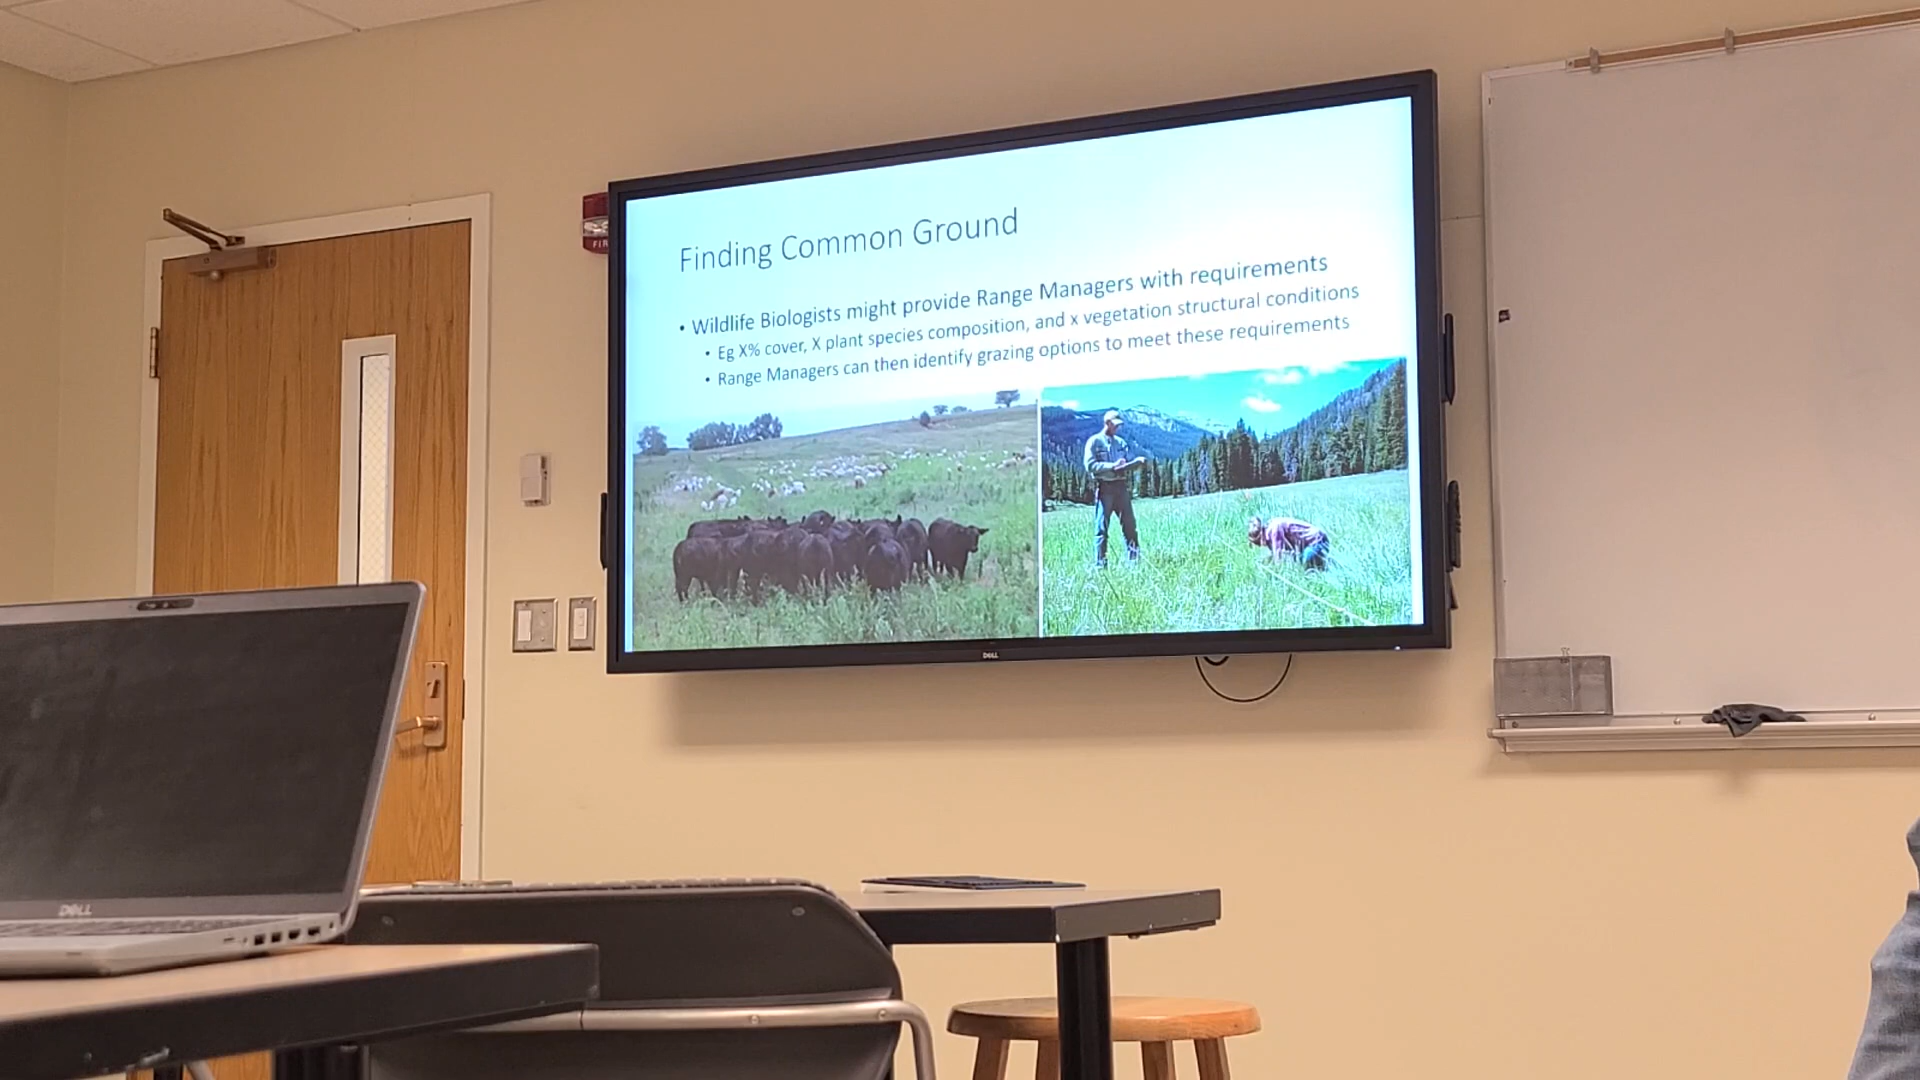 FIR
Finding Common Ground
• Wildlife Biologists might provide Range Managers with requirements
• Eg X% cover, X plant species composition, and x vegetation structural conditions
• Range Managers can then identify grazing options to meet these requirements
DELL
DELL